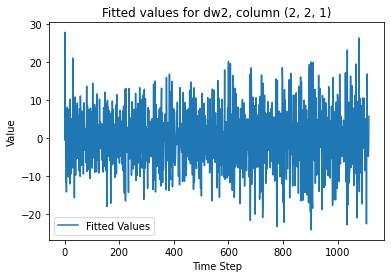 Fitted values for dw2, column (2, 2, 1)
30
20
10
0
−10
−20
Value
Fitted Values
0 200 400 600 800 1000
Time Step